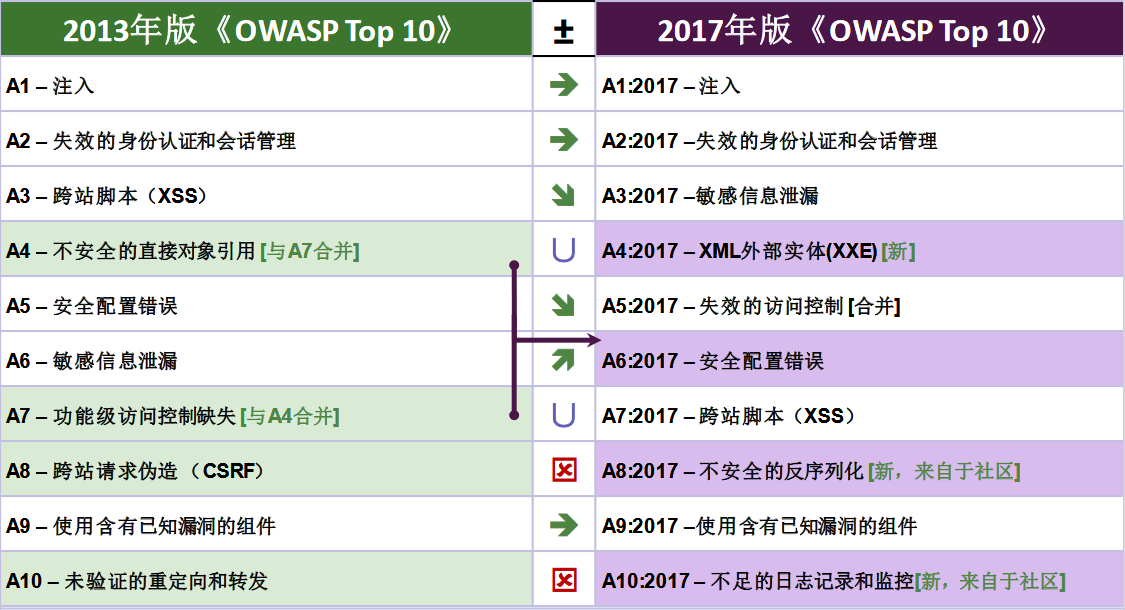 2013年版《OWASP Top 10》 ± 2017年版《OWASP Top 10》
A1 – 注入 → A1:2017 – 注入
A2 – 失效的身份认证和会话管理 → A2:2017 –失效的身份认证和会话管理
A3 – 跨站脚本（XSS） ↘ A3:2017 –敏感信息泄漏
A4 – 不安全的直接对象引用 [与A7合并] ∪ A4:2017 – XML外部实体(XXE) [新]
A5 – 安全配置错误 ↘ A5:2017 – 失效的访问控制 [合并]
A6 – 敏感信息泄漏 ↗ A6:2017 – 安全配置错误
A7 – 功能级访问控制缺失 [与A4合并] ∪ A7:2017 – 跨站脚本（XSS）
A8 – 跨站请求伪造 （CSRF） ☒ A8:2017 – 不安全的反序列化 [新，来自于社区]
A9 – 使用含有已知漏洞的组件 → A9:2017 –使用含有已知漏洞的组件
A10 – 未验证的重定向和转发 ☒ A10:2017 – 不足的日志记录和监控[新，来自于社区]